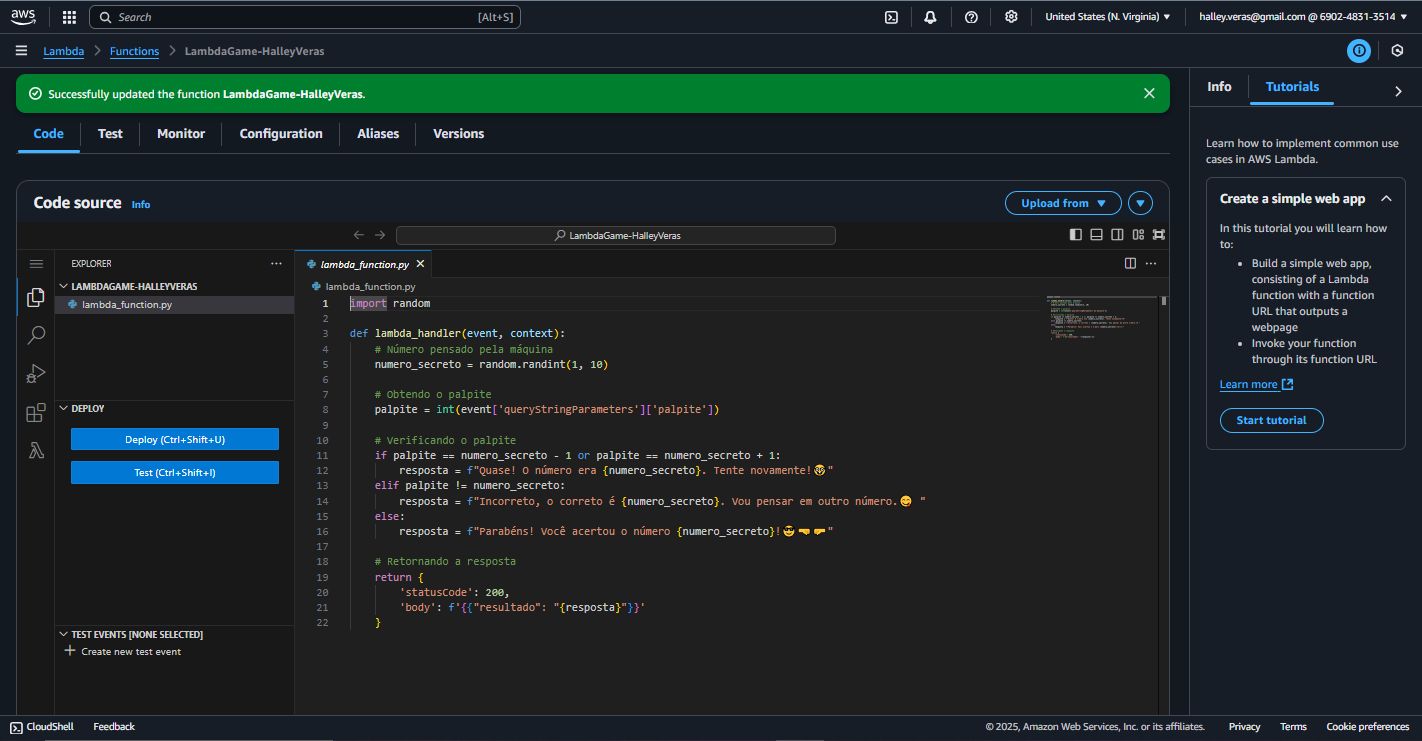 aws
Search
[Alt+S]
United States (N. Virginia)
halley.veras@gmail.com @ 6902-4831-3514
Lambda
Functions
LambdaGame-HalleyVeras
Successfully updated the function LambdaGame-HalleyVeras.
Info
Tutorials
Code
Test
Monitor
Configuration
Aliases
Versions
Learn how to implement common use
cases in AWS Lambda.
Create a simple web app
In this tutorial you will learn how
to:
• Build a simple web app,
consisting of a Lambda
function with a function
URL that outputs a
webpage
• Invoke your function
through its function URL
Learn more
Start tutorial
Code source Info
Upload from
LambdaGame-HalleyVeras
EXPLORER
LAMBDAGAME-HALLEYVERAS
lambda_function.py
DEPLOY
Deploy (Ctrl+Shift+U)
Test (Ctrl+Shift+I)
TEST EVENTS [NONE SELECTED]
Create new test event
lambda_function.py
lambda_function.py
1 import random
2
3 def lambda_handler(event, context):
4     # Número pensado pela máquina
5     numero_secreto = random.randint(1, 10)
6
7     # Obtendo o palpite
8     palpite = int(event['queryStringParameters']['palpite'])
9
10     # Verificando o palpite
11     if palpite == numero_secreto - 1 or palpite == numero_secreto + 1:
12         resposta = f"Quase! O número era {numero_secreto}. Tente novamente!🤓"
13     elif palpite != numero_secreto:
14         resposta = f"Incorreto, o correto é {numero_secreto}. Vou pensar em outro número.😋 "
15     else:
16         resposta = f"Parabéns! Você acertou o número {numero_secreto}!😎🤜🤛"
17
18     # Retornando a resposta
19     return {
20         'statusCode': 200,
21         'body': f'{{"resultado": "{resposta}"}}'
22     }
CloudShell
Feedback
© 2025, Amazon Web Services, Inc. or its affiliates.
Privacy
Terms
Cookie preferences